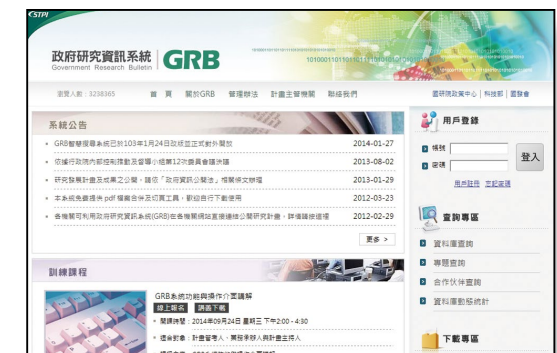 STPI
政府研究資訊系統 GRB
Government Research Bulletin
瀏覽人數：3238365
首 頁 關於GRB 管理辦法 計畫主管機關 聯絡我們
國研院政策中心 | 科技部 | 國發會
系統公告
GRB智慧搜尋系統已於103年1月24日改版並正式對外開放 2014-01-27
依據行政院內部控制推動及督導小組第12次委員會議決議 2013-08-02
研究發展計畫及成果之公開，請依「政府資訊公開法」相關條文辦理 2013-01-29
本系統免費提供 pdf 檔案合併及切頁工具，歡迎自行下載使用 2012-03-23
各機關可利用政府研究資訊系統(GRB)在各機關網站直接連結公開研究計畫，詳情請按這裡 2012-02-29
更多 >
訓練課程
GRB系統功能與操作介面講解
線上報名 講義下載
開課時間：2014年09月24日 星期三 下午2:00 - 4:30
適合對象：計畫管考人、業務承辦人與計畫主持人
用戶登錄
帳號
密碼
登入
用戶註冊 忘記密碼
查詢專區
資料庫查詢
專題查詢
合作伙伴查詢
資料庫動態統計
下載專區